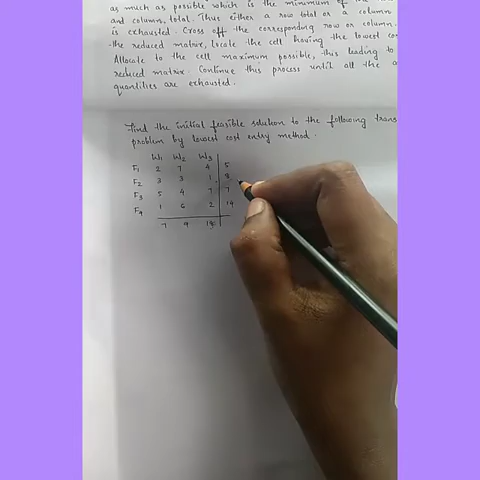 as much as possible which is the minimum of the
and column, total. Thus either a row total or a column
is exhausted. Cross off the corresponding row or column.
the reduced matrix, locale the cell having the lowest
Allocate to the cell maximum possible, thus leading to
reduced matrix. Continue this process until all the
quantities are exhausted.
Find the initial feasible solution to the following
problem by lowest cost entry method.
W1 W2 W3
F1 2 7 4 5
F2 3 3 1 8
F3 5 4 7 7
F4 1 6 2 14
7 9 18